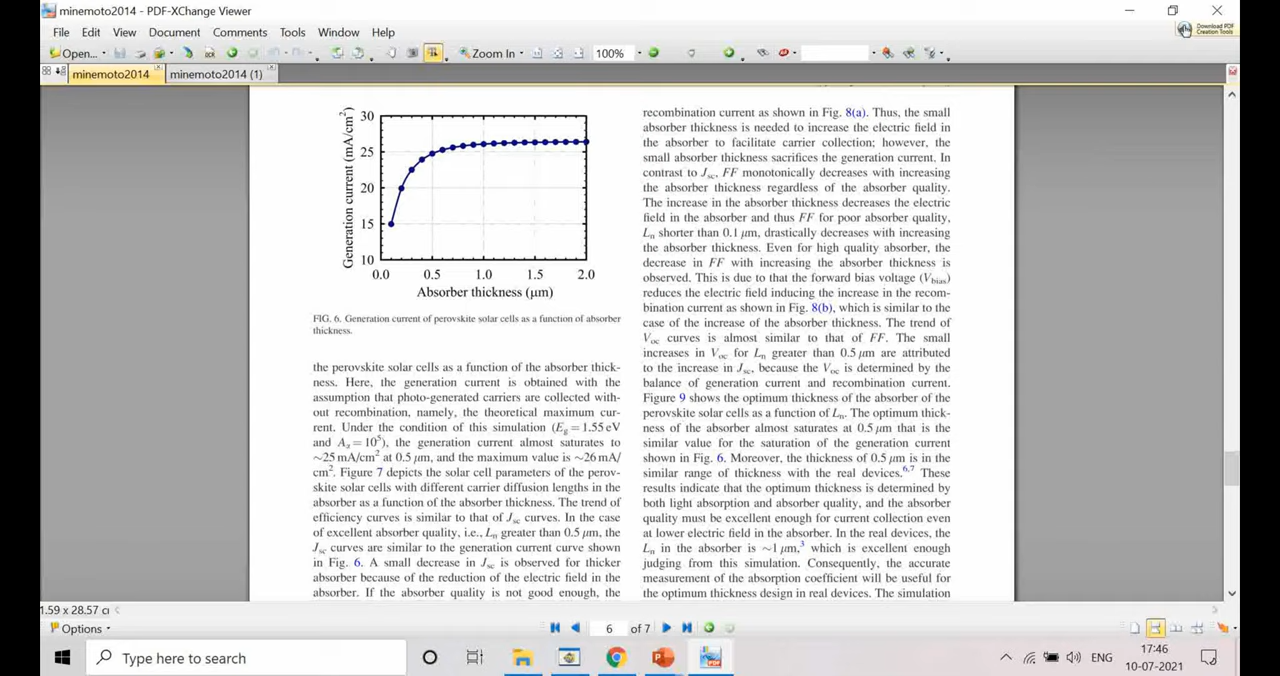 minemoto2014 - PDF-XChange Viewer
File Edit View Document Comments Tools Window Help
Download PDF
Creation Tools
Open... Zoom In 100%
minemoto2014 minemoto2014 (1)
30
25
20
15
10
0.0 0.5 1.0 1.5 2.0
Generation current (mA/cm²)
Absorber thickness (μm)
FIG. 6. Generation current of perovskite solar cells as a function of absorber
thickness.
the perovskite solar cells as a function of the absorber thick-
ness. Here, the generation current is obtained with the
assumption that photo-generated carriers are collected with-
out recombination, namely, the theoretical maximum cur-
rent. Under the condition of this simulation (Eg = 1.55 eV
and Aα = 10⁵), the generation current almost saturates to
~25 mA/cm² at 0.5 μm, and the maximum value is ~26 mA/
cm². Figure 7 depicts the solar cell parameters of the perov-
skite solar cells with different carrier diffusion lengths in the
absorber as a function of the absorber thickness. The trend of
efficiency curves is similar to that of Jsc curves. In the case
of excellent absorber quality, i.e., Ln greater than 0.5 μm, the
Jsc curves are similar to the generation current curve shown
in Fig. 6. A small decrease in Jsc is observed for thicker
absorber because of the reduction of the electric field in the
absorber. If the absorber quality is not good enough, the
recombination current as shown in Fig. 8(a). Thus, the small
absorber thickness is needed to increase the electric field in
the absorber to facilitate carrier collection; however, the
small absorber thickness sacrifices the generation current. In
contrast to Jsc, FF monotonically decreases with increasing
the absorber thickness regardless of the absorber quality.
The increase in the absorber thickness decreases the electric
field in the absorber and thus FF for poor absorber quality,
Ln shorter than 0.1 μm, drastically decreases with increasing
the absorber thickness. Even for high quality absorber, the
decrease in FF with increasing the absorber thickness is
observed. This is due to that the forward bias voltage (Vbias)
reduces the electric field inducing the increase in the recom-
bination current as shown in Fig. 8(b), which is similar to the
case of the increase of the absorber thickness. The trend of
Voc curves is almost similar to that of FF. The small
increases in Voc for Ln greater than 0.5 μm are attributed
to the increase in Jsc, because the Voc is determined by the
balance of generation current and recombination current.
Figure 9 shows the optimum thickness of the absorber of the
perovskite solar cells as a function of Ln. The optimum thick-
ness of the absorber almost saturates at 0.5 μm that is the
similar value for the saturation of the generation current
shown in Fig. 6. Moreover, the thickness of 0.5 μm is in the
similar range of thickness with the real devices.⁶,⁷ These
results indicate that the optimum thickness is determined by
both light absorption and absorber quality, and the absorber
quality must be excellent enough for current collection even
at lower electric field in the absorber. In the real devices, the
Ln in the absorber is ~1 μm,³ which is excellent enough
judging from this simulation. Consequently, the accurate
measurement of the absorption coefficient will be useful for
the optimum thickness design in real devices. The simulation
1.59 x 28.57 c
Options 6 of 7
Type here to search
ENG
17:46
10-07-2021